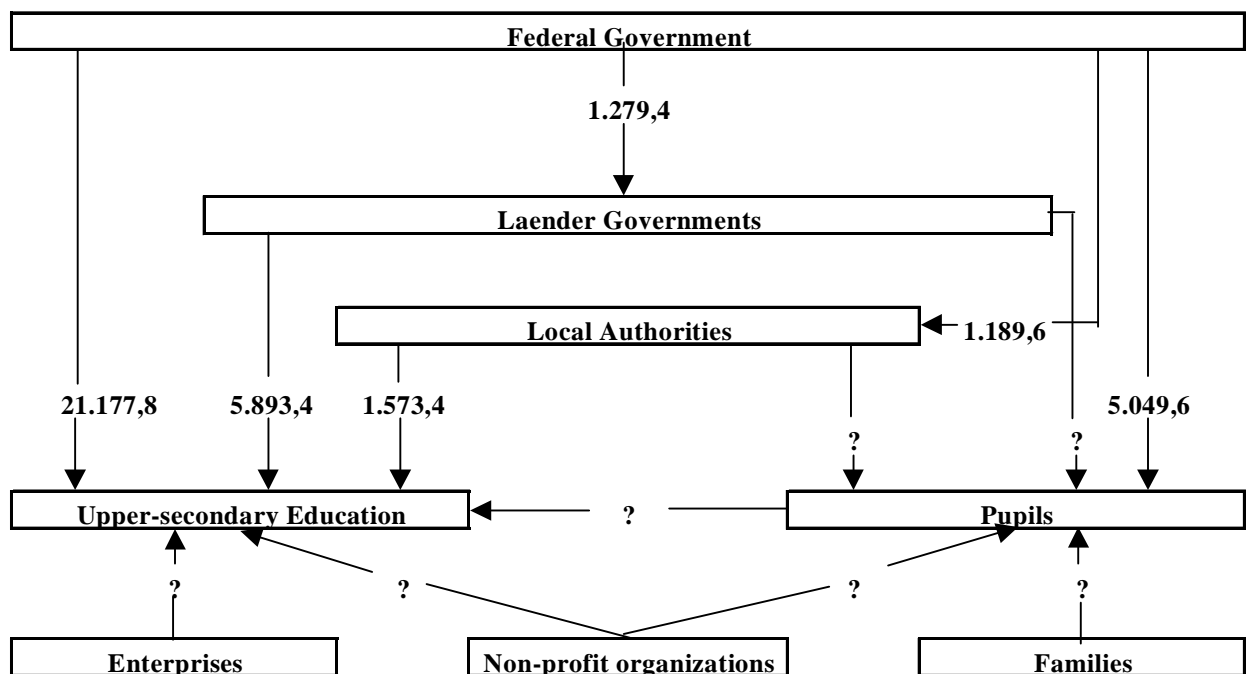 Federal Government
1.279,4
Laender Governments
Local Authorities
1.189,6
21.177,8 5.893,4 1.573,4 5.049,6
? ?
Upper-secondary Education ? Pupils
? ? ? ?
Enterprises Non-profit organizations Families